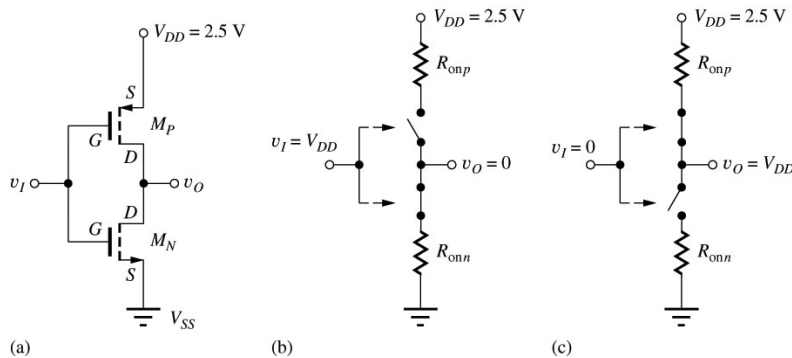 V_DD = 2.5 V
S
M_P
G
D
v_I
v_O
D
G
M_N
S
V_SS
(a)
V_DD = 2.5 V
R_onp
v_I = V_DD
v_O = 0
R_onn
(b)
V_DD = 2.5 V
R_onp
v_I = 0
v_O = V_DD
R_onn
(c)